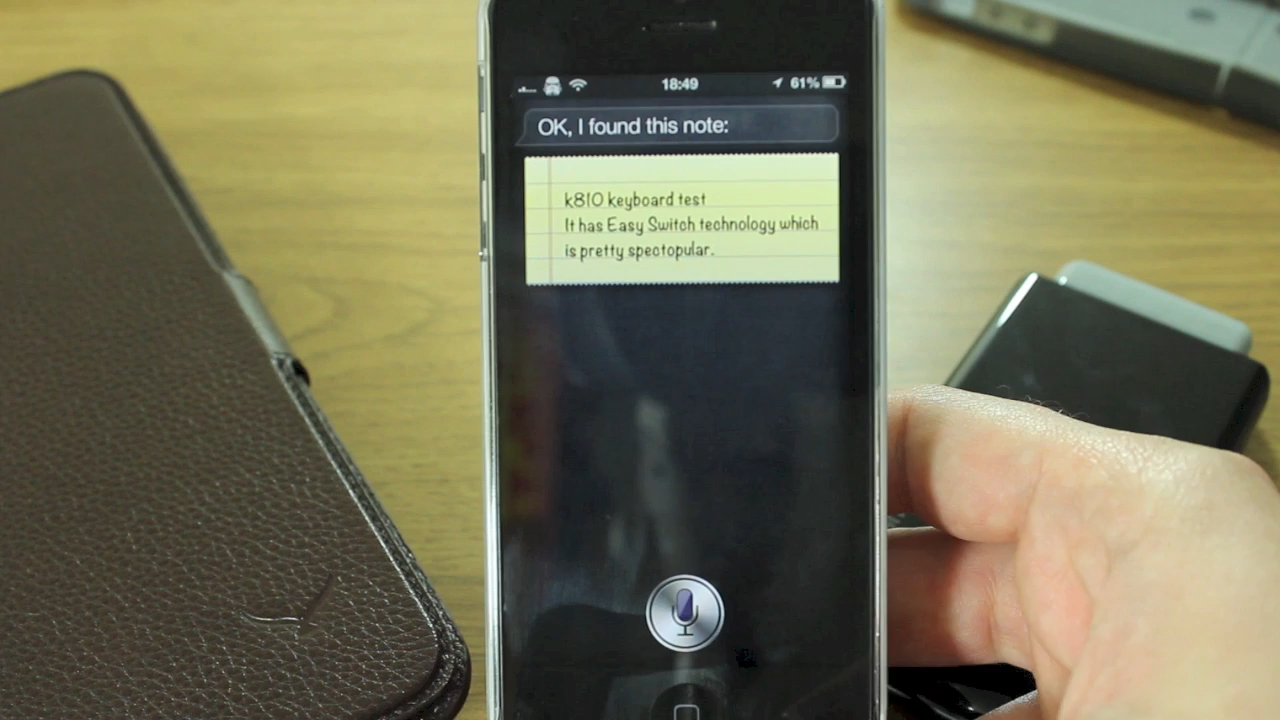 18:49 61%
OK, I found this note:
k810 keyboard test
It has Easy Switch technology which
is pretty spectopular.